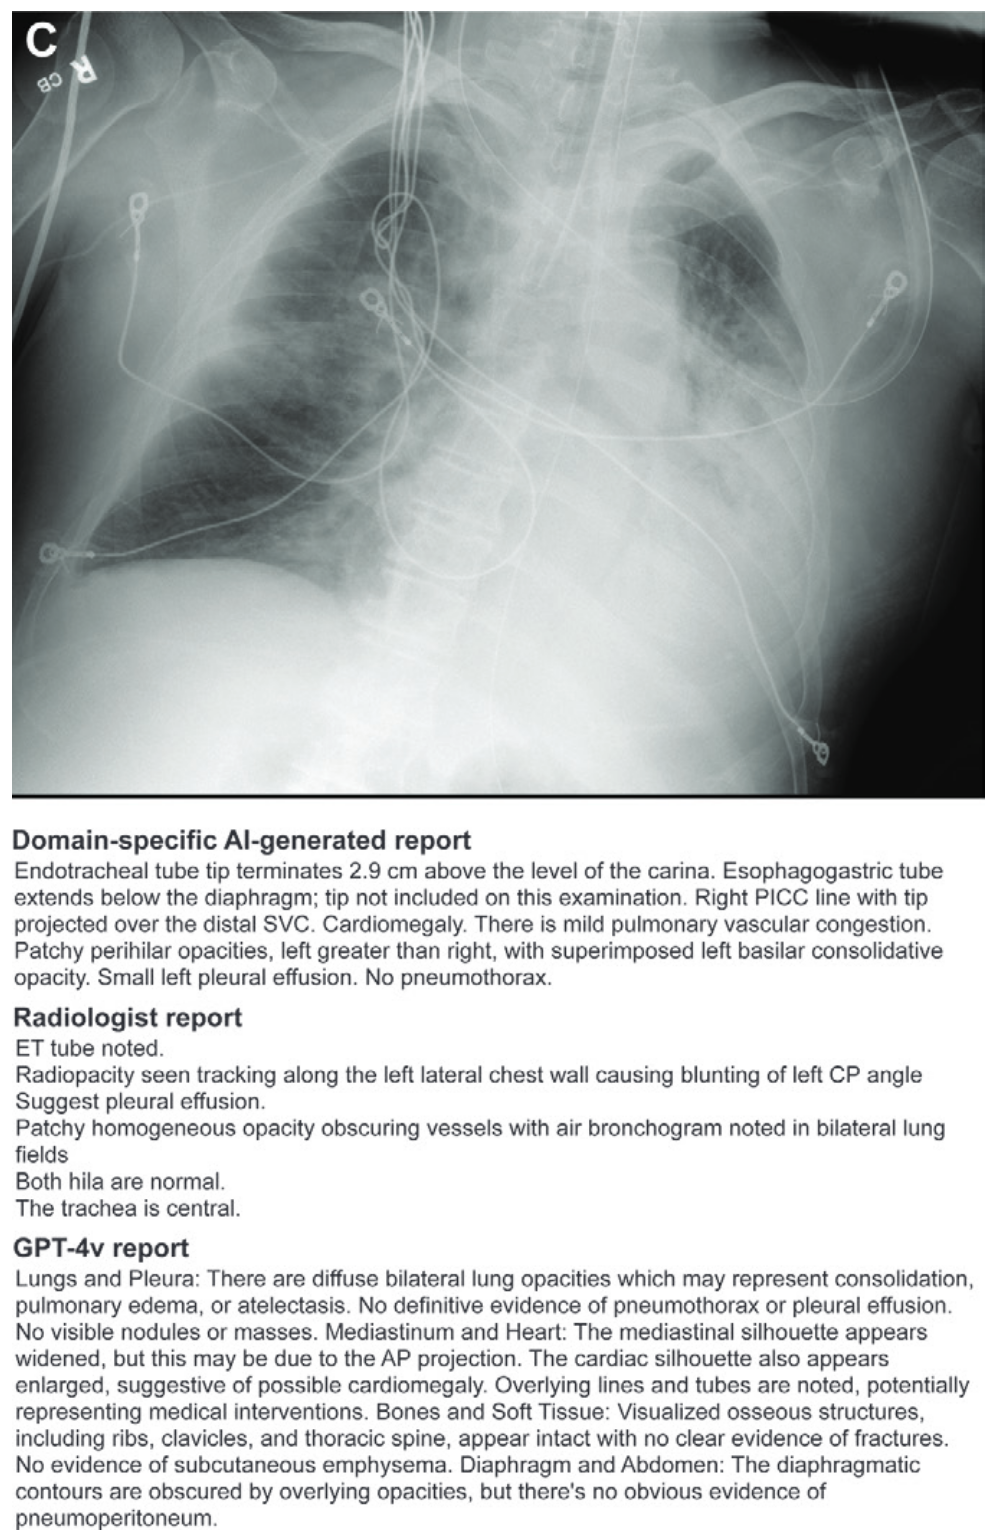 C
R
CB
Domain-specific AI-generated report
Endotracheal tube tip terminates 2.9 cm above the level of the carina. Esophagogastric tube
extends below the diaphragm; tip not included on this examination. Right PICC line with tip
projected over the distal SVC. Cardiomegaly. There is mild pulmonary vascular congestion.
Patchy perihilar opacities, left greater than right, with superimposed left basilar consolidative
opacity. Small left pleural effusion. No pneumothorax.
Radiologist report
ET tube noted.
Radiopacity seen tracking along the left lateral chest wall causing blunting of left CP angle
Suggest pleural effusion.
Patchy homogeneous opacity obscuring vessels with air bronchogram noted in bilateral lung
fields
Both hila are normal.
The trachea is central.
GPT-4v report
Lungs and Pleura: There are diffuse bilateral lung opacities which may represent consolidation,
pulmonary edema, or atelectasis. No definitive evidence of pneumothorax or pleural effusion.
No visible nodules or masses. Mediastinum and Heart: The mediastinal silhouette appears
widened, but this may be due to the AP projection. The cardiac silhouette also appears
enlarged, suggestive of possible cardiomegaly. Overlying lines and tubes are noted, potentially
representing medical interventions. Bones and Soft Tissue: Visualized osseous structures,
including ribs, clavicles, and thoracic spine, appear intact with no clear evidence of fractures.
No evidence of subcutaneous emphysema. Diaphragm and Abdomen: The diaphragmatic
contours are obscured by overlying opacities, but there's no obvious evidence of
pneumoperitoneum.